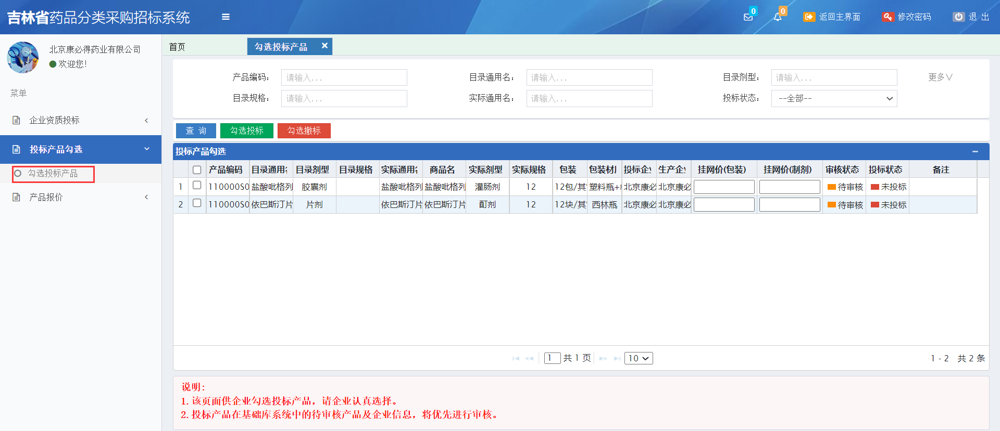 吉林省药品分类采购招标系统
0
0
返回主界面
修改密码
退 出
北京康必得药业有限公司
欢迎您！
菜单
企业资质投标
投标产品勾选
勾选投标产品
产品报价
首页
勾选投标产品 ×
产品编码： 请输入... 目录通用名： 请输入... 目录剂型： 请输入... 更多∨
目录规格： 请输入... 实际通用名： 请输入... 投标状态： --全部--
查 询 勾选投标 勾选撤标
投标产品勾选
产品编码 目录通用 目录剂型 目录规格 实际通用 商品名 实际剂型 实际规格 包装 包装材 投标企 生产企 挂网价(包装) 挂网价(制剂) 审核状态 投标状态 备注
1 110000S0 盐酸吡格列 胶囊剂 盐酸吡格列 盐酸吡格列 灌肠剂 12 12包/其 塑料瓶+ 北京康必 北京康必 待审核 未投标
2 110000S0 依巴斯汀片 片剂 依巴斯汀片 依巴斯汀片 酊剂 12 12块/其 西林瓶 北京康必 北京康必 待审核 未投标
1 共 1 页 10 1 - 2 共 2 条
说明:
1. 该页面供企业勾选投标产品，请企业认真选择。
2. 投标产品在基础库系统中的待审核产品及企业信息，将优先进行审核。